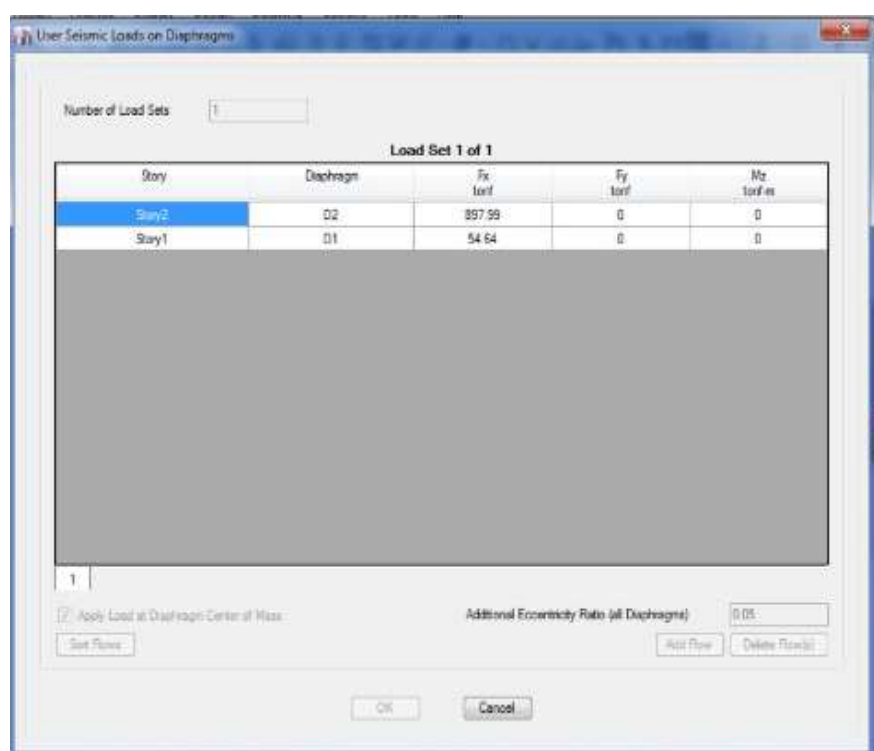 User Seismic Loads on Diaphragms
Number of Load Sets 1
Load Set 1 of 1
Story Diaphragm Fx Fy Mz
tonf tonf tonf-m
Story2 D2 897.99 0 0
Story1 D1 54.64 0 0
1
Apply Load at Diaphragm Center of Mass Additional Eccentricity Ratio (all Diaphragms) 0.05
Sort Rows Add Row Delete Row(s)
OK Cancel